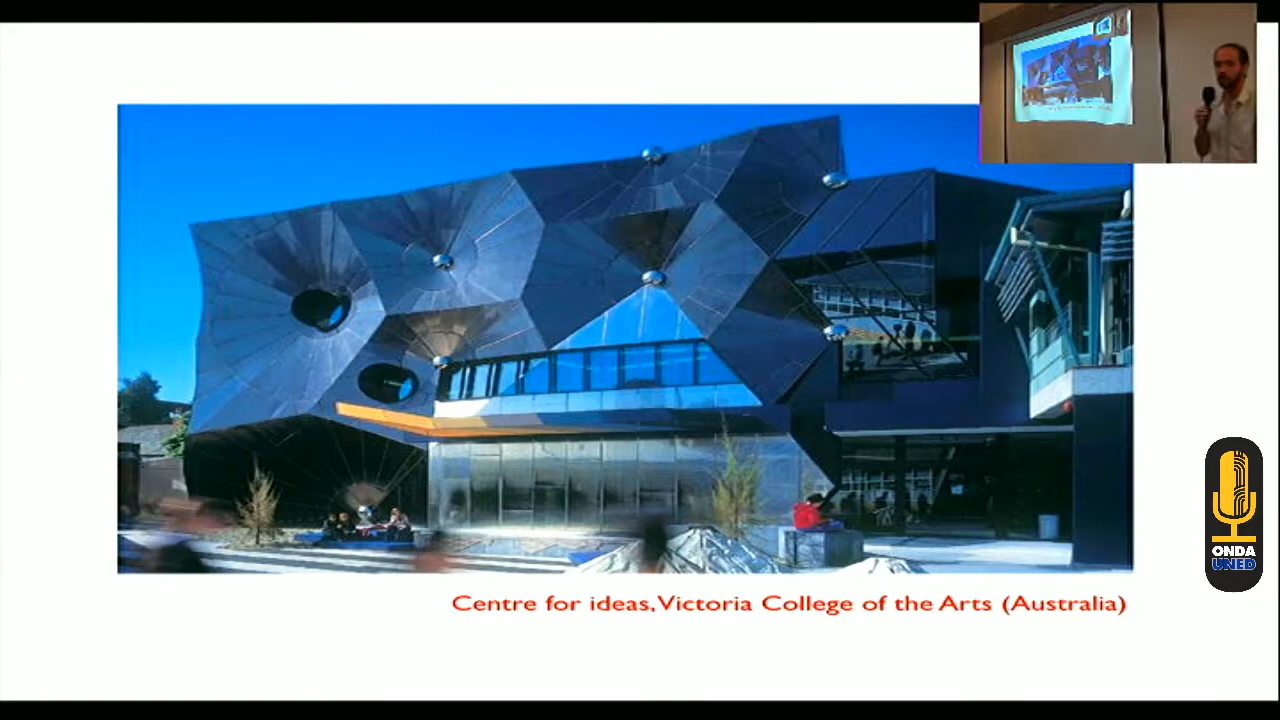 Centre for ideas, Victoria College of the Arts (Australia)
ONDA
UNED